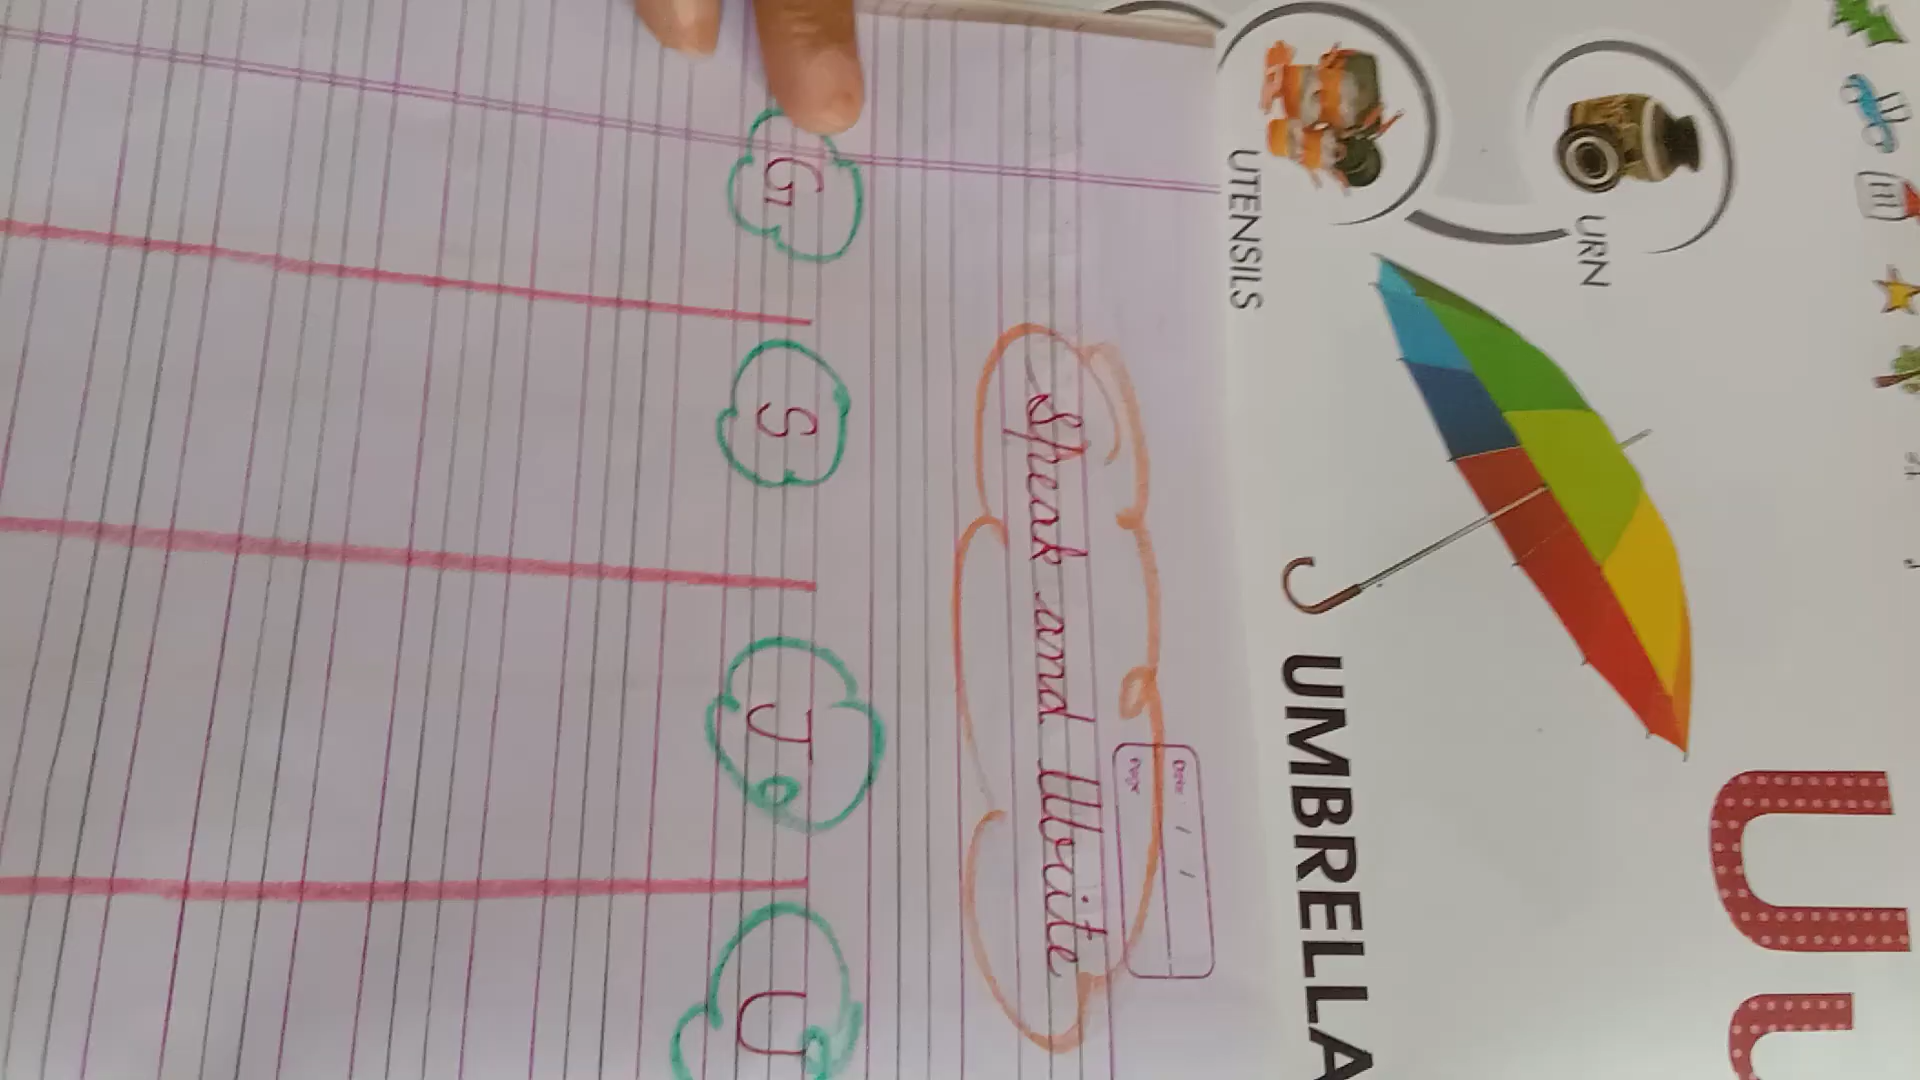 U u
UMBRELLA
URN
UTENSILS
Date: / /
Page
Speak and Write
G S J U